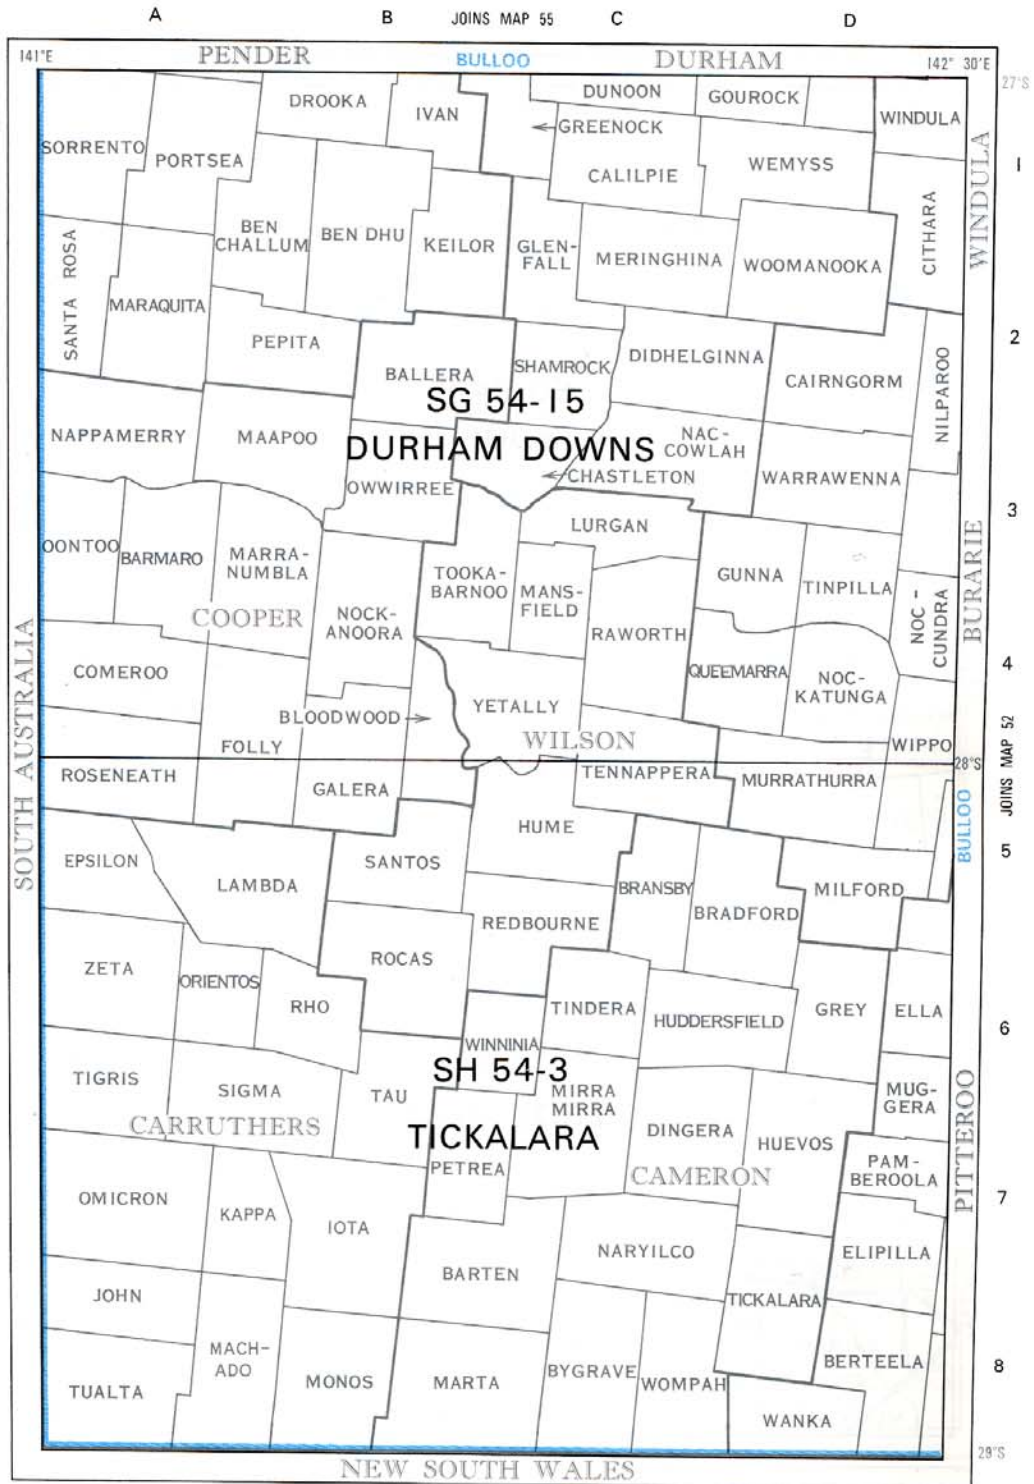 A B JOINS MAP 55 C D
141°E PENDER BULLOO DURHAM 142° 30'E
27°S
DROOKA
IVAN
DUNOON
GOUROCK
WINDULA
GREENOCK
SORRENTO
PORTSEA
CALILPIE
WEMYSS
I
WINDULA
BEN
CHALLUM
BEN DHU
KEILOR
GLEN-
FALL
MERINGHINA
WOOMANOOKA
CITHARA
SANTA ROSA
MARAQUITA
PEPITA
BALLERA
SHAMROCK
DIDHELGINNA
CAIRNGORM
NILPAROO
2
SG 54-15
DURHAM DOWNS
NAPPAMERRY
MAAPOO
NAC-
COWLAH
OWWIRREE
CHASTLETON
WARRAWENNA
3
LURGAN
OONTOO
BARMARO
MARRA-
NUMBLA
TOOKA-
BARNOO
MANS-
FIELD
GUNNA
TINPILLA
NOC-
CUNDRA
BURARIE
COOPER
NOCK-
ANOORA
RAWORTH
SOUTH AUSTRALIA
COMEROO
QUEEMARRA
NOC-
KATUNGA
4
YETALLY
BLOODWOOD
FOLLY
WILSON
WIPPO
JOINS MAP 52
28°S
ROSENEATH
GALERA
TENNAPPERA
MURRATHURRA
BULLOO
HUME
5
EPSILON
LAMBDA
SANTOS
BRANSBY
BRADFORD
MILFORD
REDBOURNE
ZETA
ORIENTOS
RHO
ROCAS
TINDERA
HUDDERSFIELD
GREY
ELLA
6
WINNINIA
SH 54-3
TICKALARA
TIGRIS
SIGMA
TAU
MIRRA
MIRRA
MUG-
GERA
CARRUTHERS
DINGERA
HUEVOS
PETREA
CAMERON
PAM-
BEROOLA
PITTEROO
7
OMICRON
KAPPA
IOTA
BARTEN
NARYILCO
ELIPILLA
JOHN
TICKALARA
MACH-
ADO
BERTEELA
8
TUALTA
MONOS
MARTA
BYGRAVE
WOMPAH
WANKA
29°S
NEW SOUTH WALES